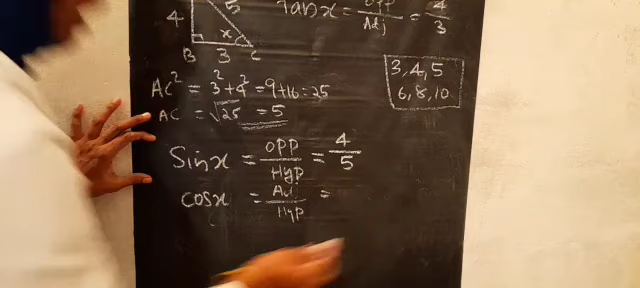 4 5 Tan x = Opp/Adj = 4/3
x
B 3 C
3, 4, 5
6, 8, 10
AC² = 3² + 4² = 9 + 16 = 25
AC = √25 = 5
Sin x = OPP/Hyp = 4/5
cos x = Adj/Hyp =